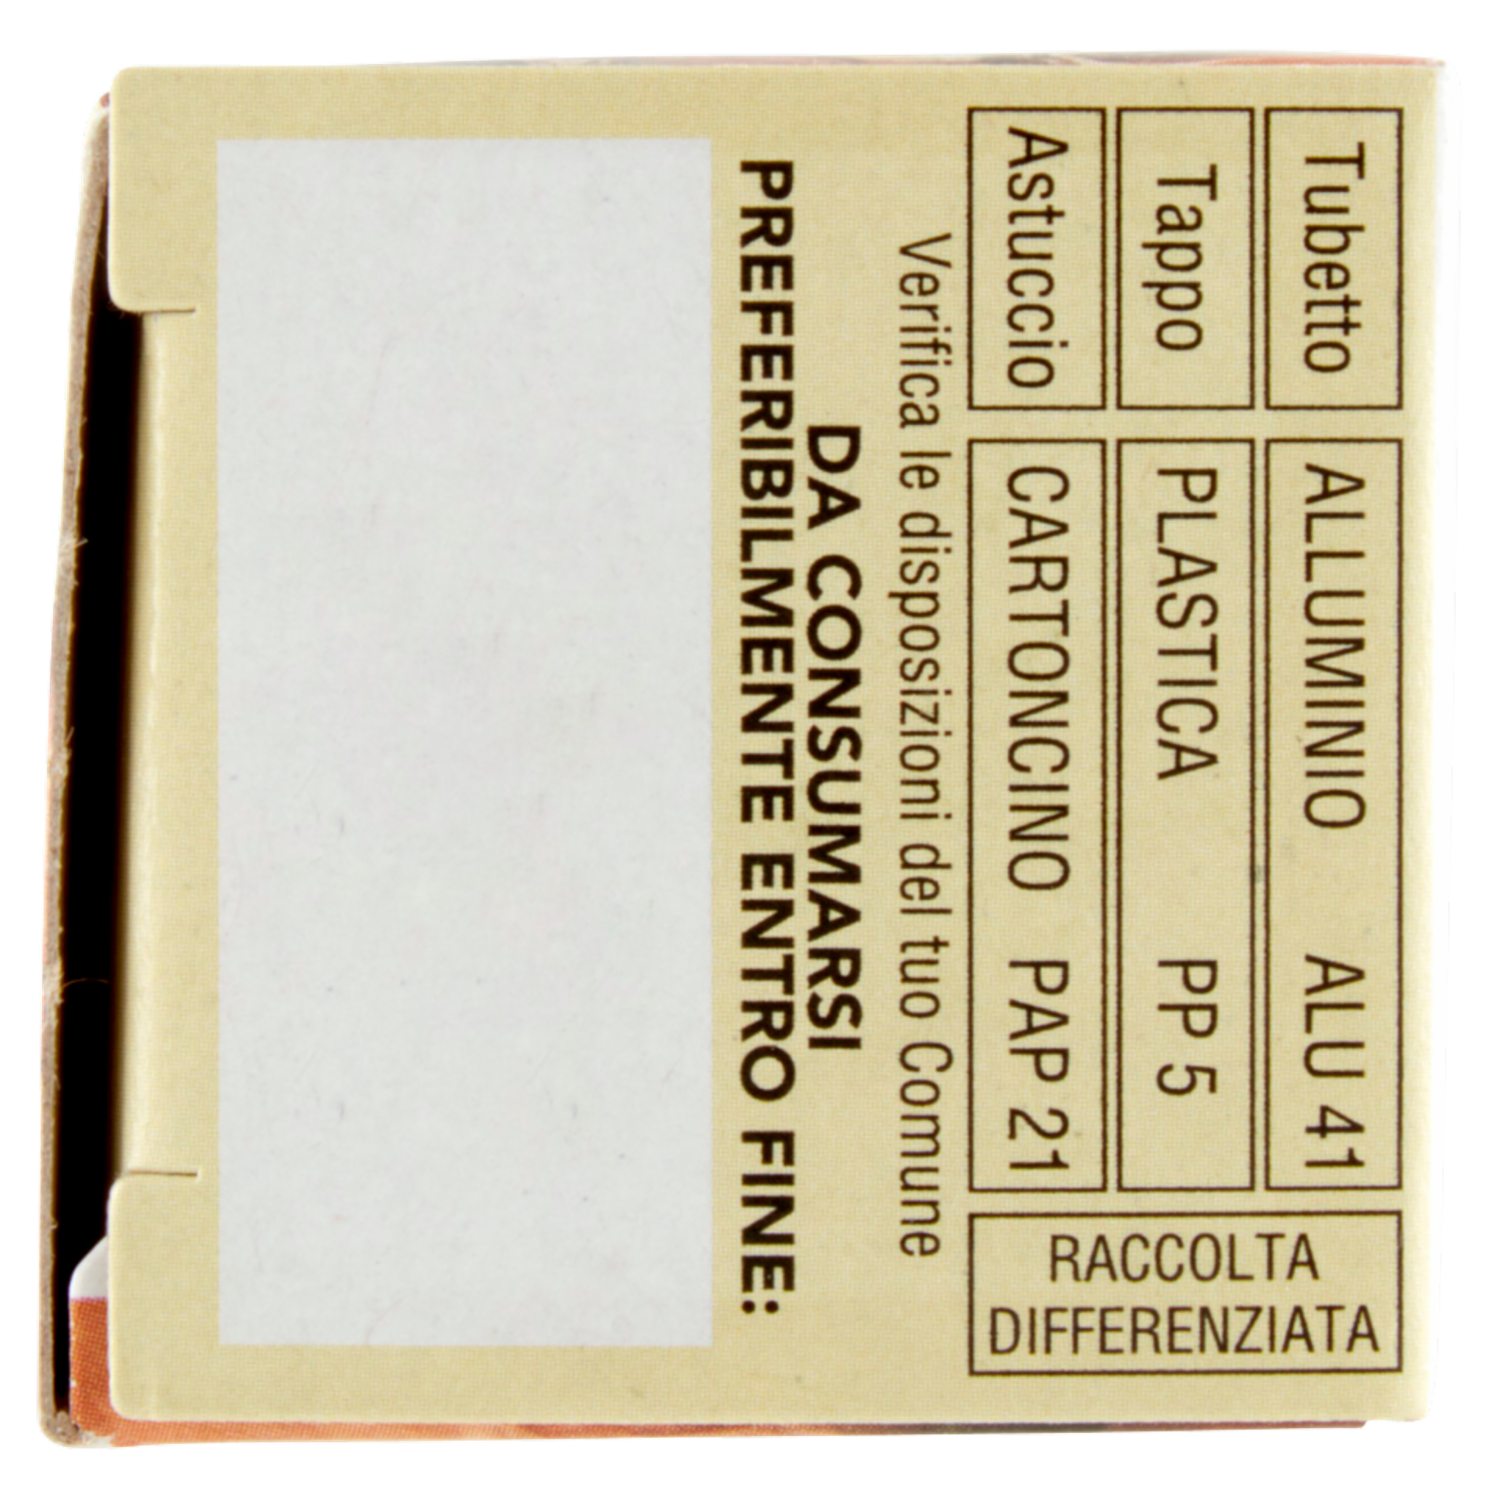 Tubetto ALLUMINIO ALU 41
Tappo PLASTICA PP 5
Astuccio CARTONCINO PAP 21
RACCOLTA
DIFFERENZIATA
Verifica le disposizioni del tuo Comune
DA CONSUMARSI
PREFERIBILMENTE ENTRO FINE: